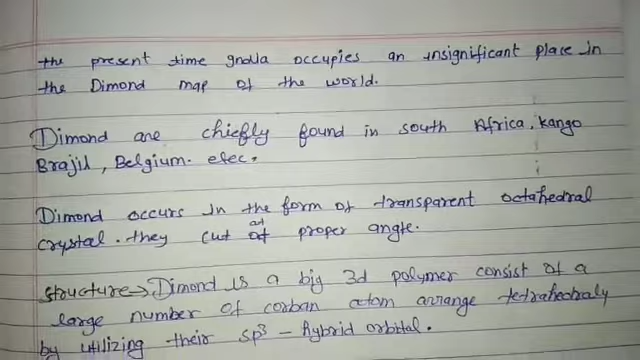 the present time gndia occupies an insignificant place in
the Dimond map of the world.
Dimond are chiefly found in south Africa, kango
Brajil, Belgium. etec.
Dimond occurs in the form of transparent octahedral
crystal. they cut at proper angle.
structure→ Dimond is a big 3d polymer consist of a
large number of corban atom arrange tetrahedraly
by utilizing their sp³ - hybrid orbital.